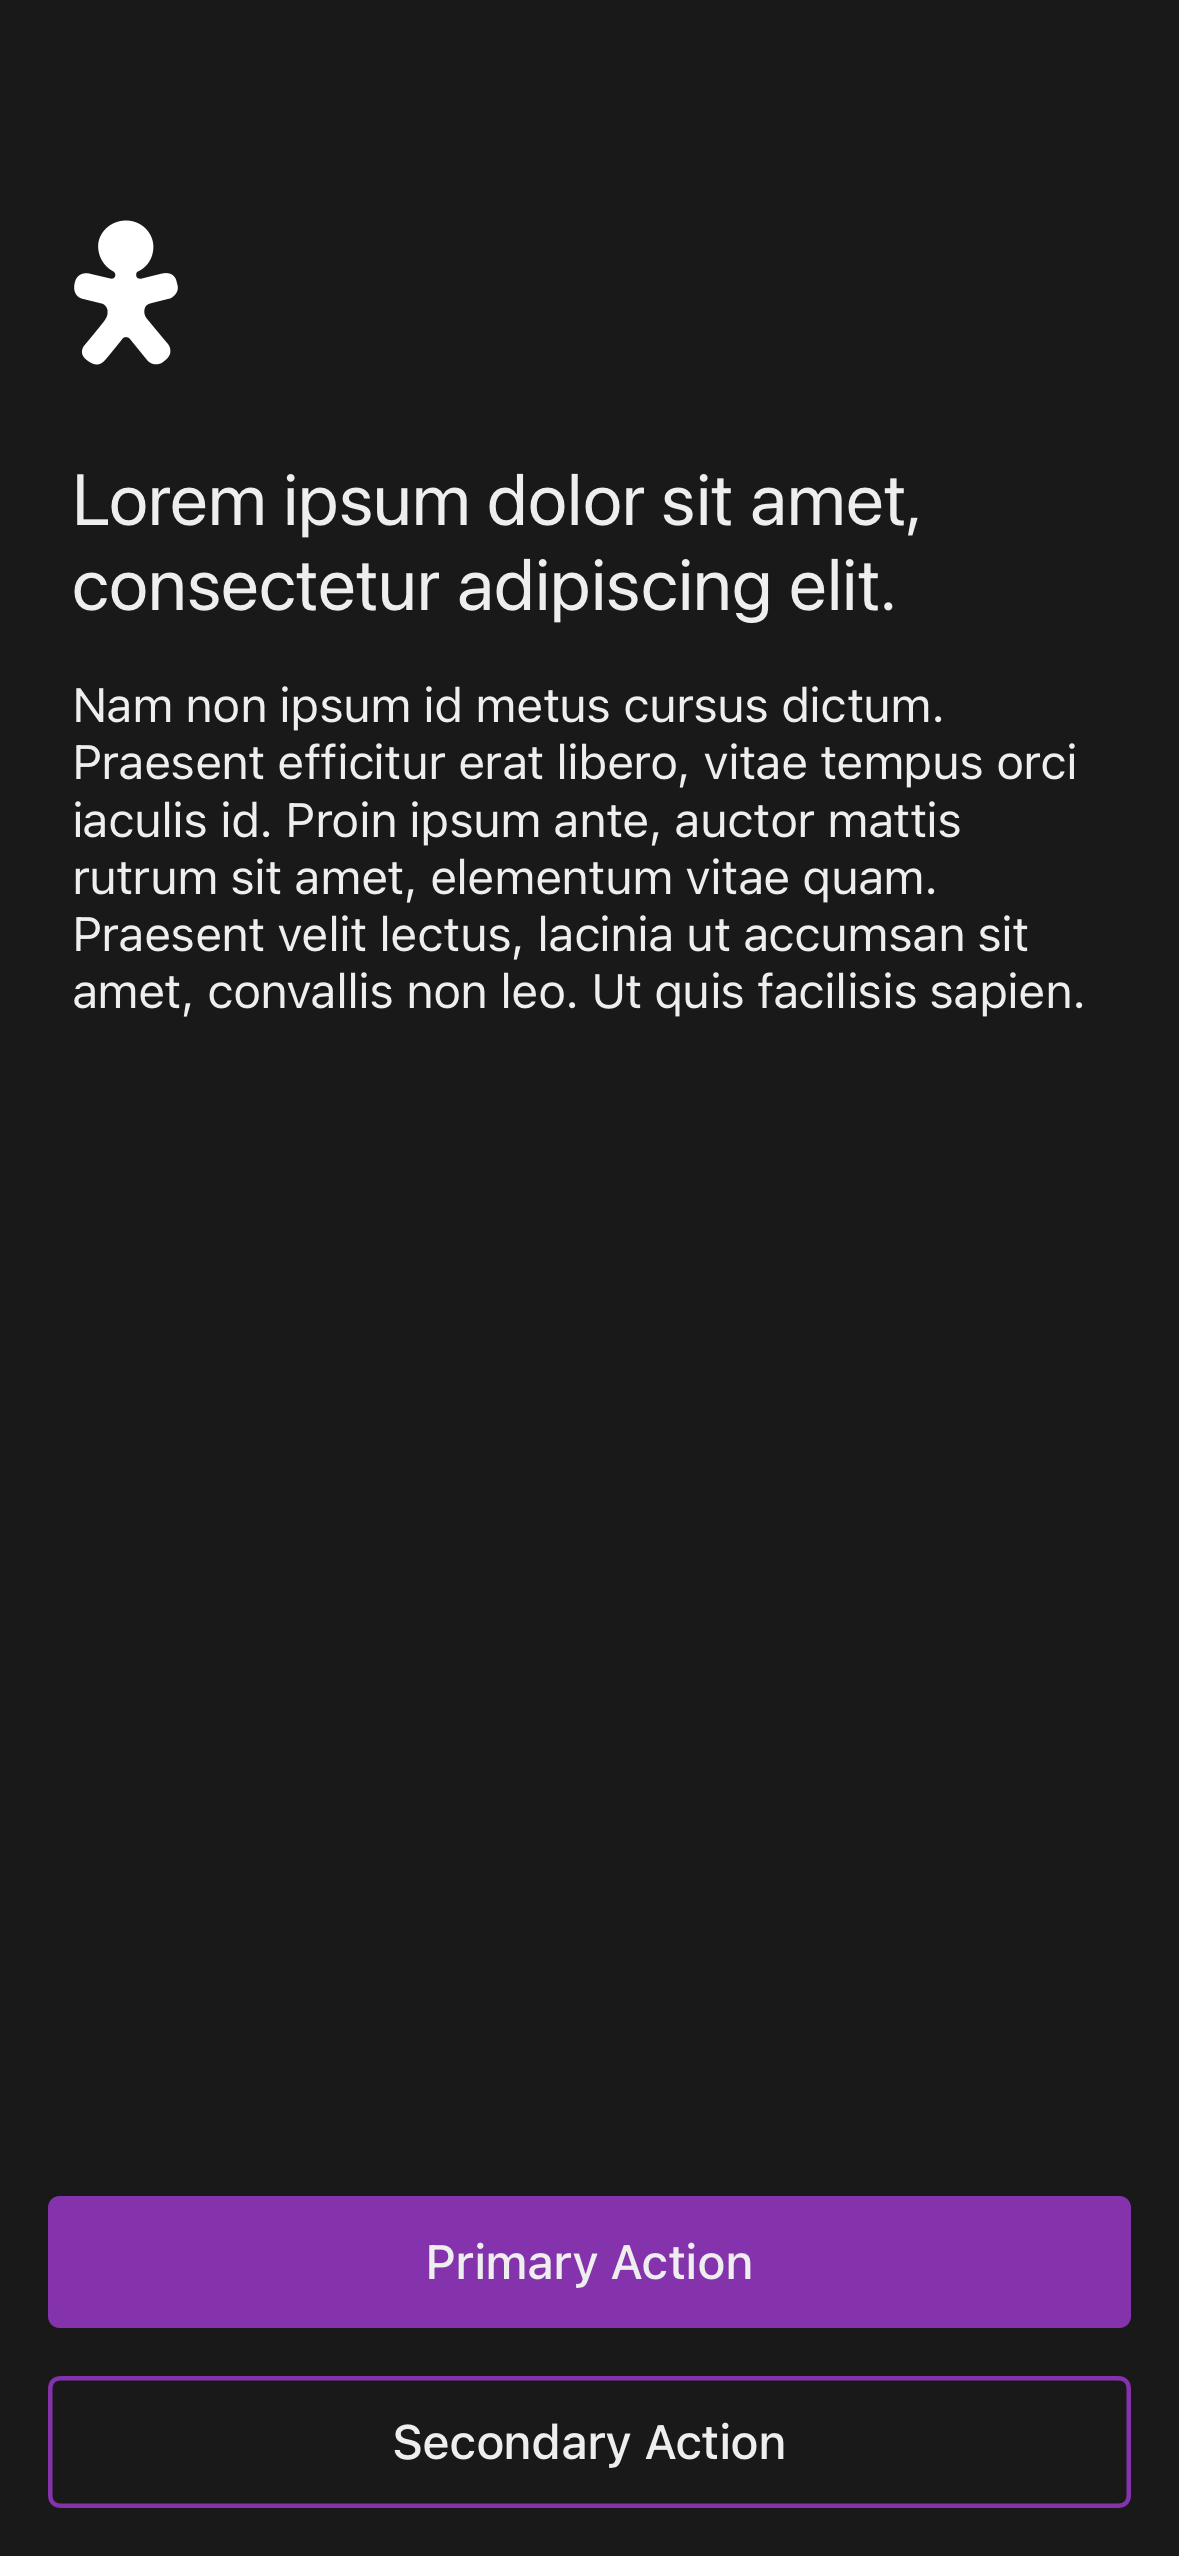 Lorem ipsum dolor sit amet,
consectetur adipiscing elit.
Nam non ipsum id metus cursus dictum.
Praesent efficitur erat libero, vitae tempus orci
iaculis id. Proin ipsum ante, auctor mattis
rutrum sit amet, elementum vitae quam.
Praesent velit lectus, lacinia ut accumsan sit
amet, convallis non leo. Ut quis facilisis sapien.
Primary Action
Secondary Action